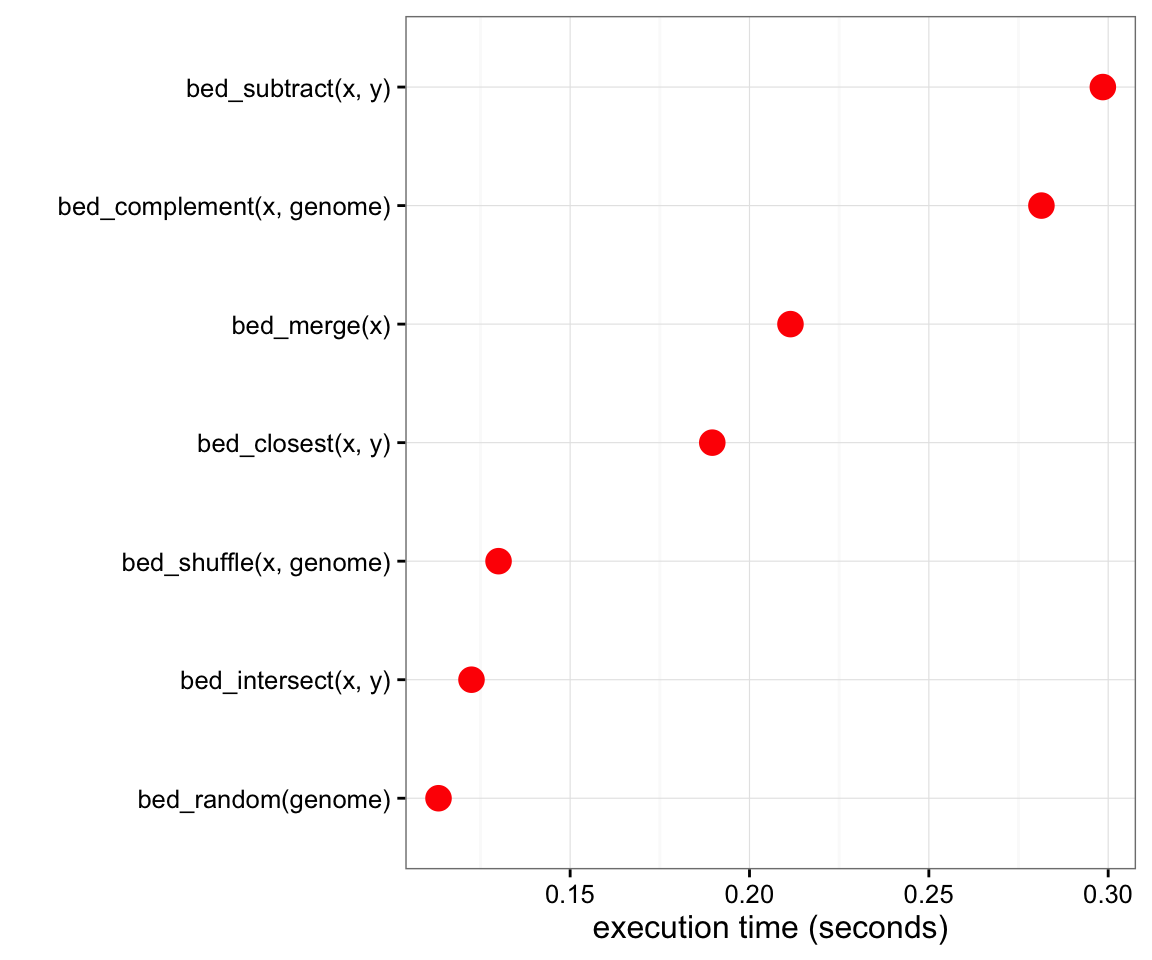 bed_subtract(x, y)
bed_complement(x, genome)
bed_merge(x)
bed_closest(x, y)
bed_shuffle(x, genome)
bed_intersect(x, y)
bed_random(genome)
0.15 0.20 0.25 0.30
execution time (seconds)